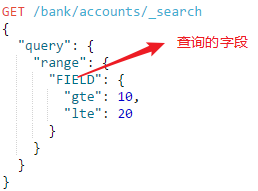 GET /bank/accounts/_search
{
  "query": {
    "range": {
      "FIELD": {
        "gte": 10,
        "lte": 20
      }
    }
  }
}
查询的字段